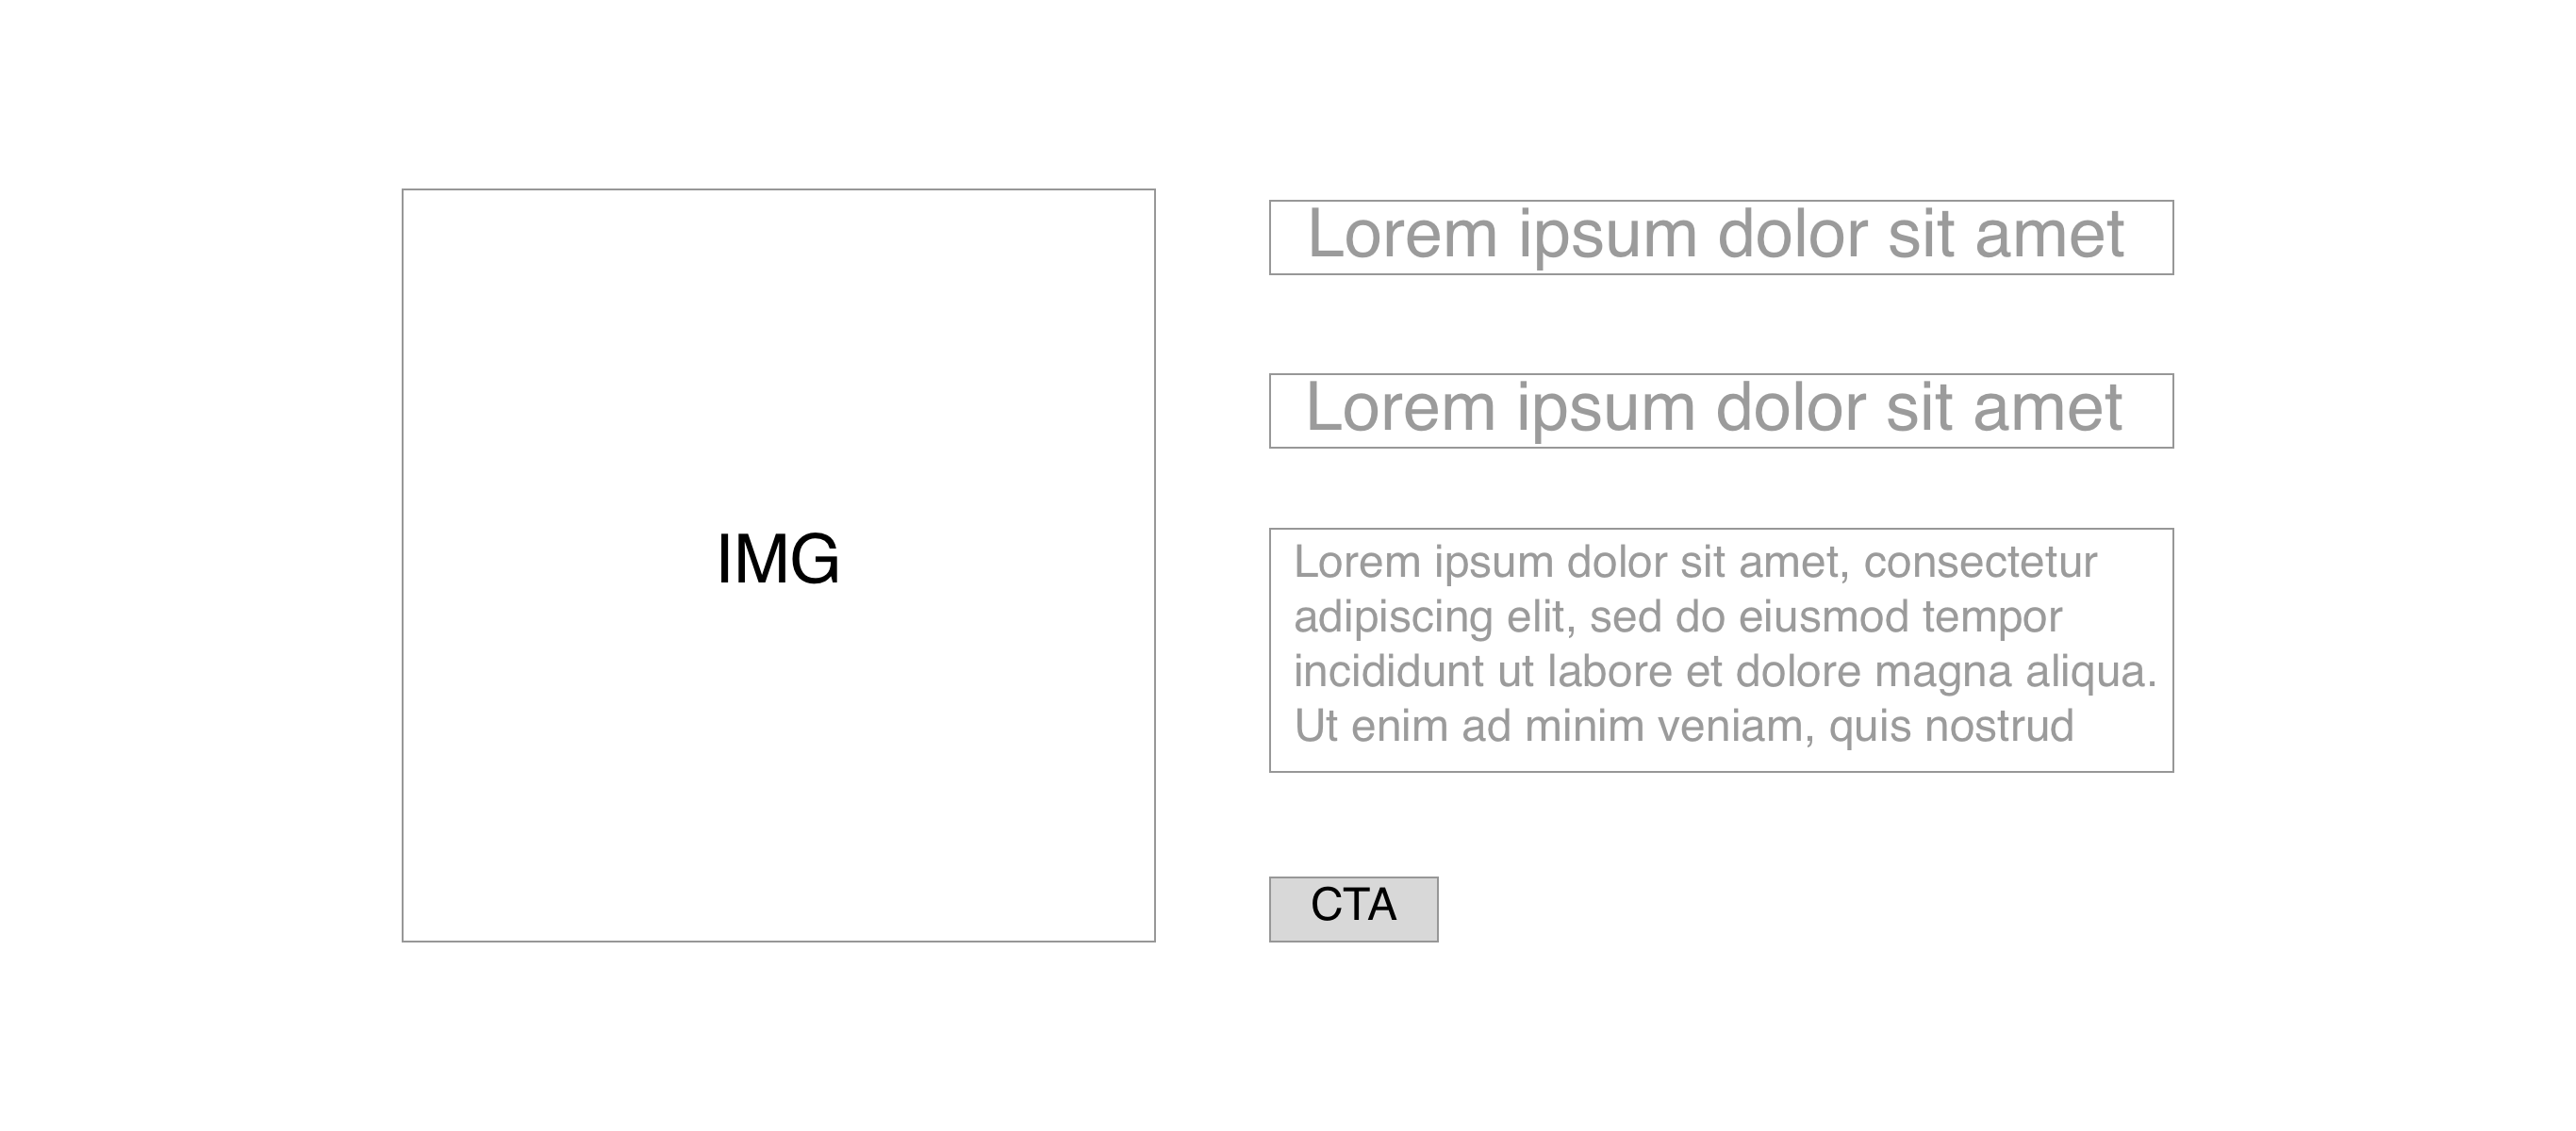 IMG
Lorem ipsum dolor sit amet
Lorem ipsum dolor sit amet
Lorem ipsum dolor sit amet, consectetur
adipiscing elit, sed do eiusmod tempor
incididunt ut labore et dolore magna aliqua.
Ut enim ad minim veniam, quis nostrud
CTA